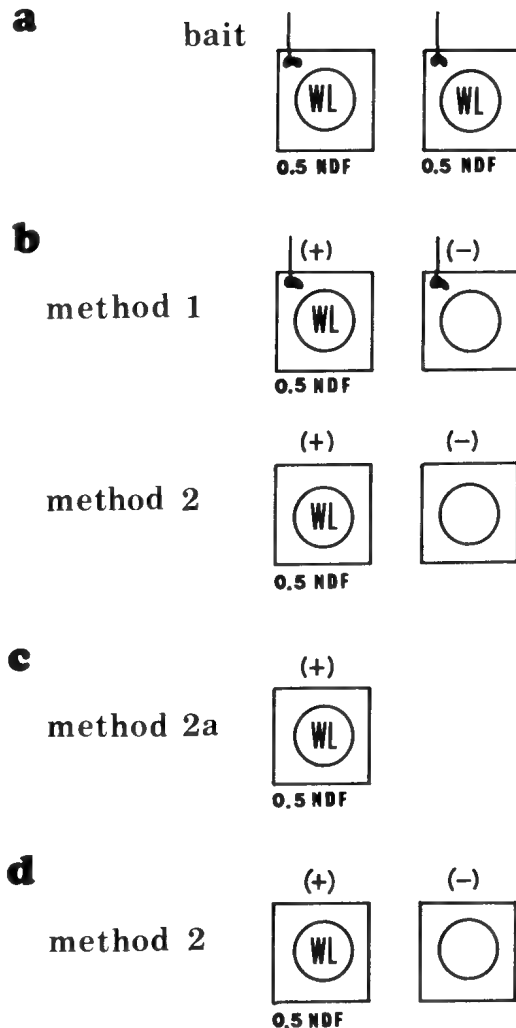 a
bait
WL WL
0.5 NDF 0.5 NDF
b
(+) (-)
method 1
WL
0.5 NDF
(+) (-)
method 2
WL
0.5 NDF
c
(+)
method 2a
WL
0.5 NDF
d
(+) (-)
method 2
WL
0.5 NDF